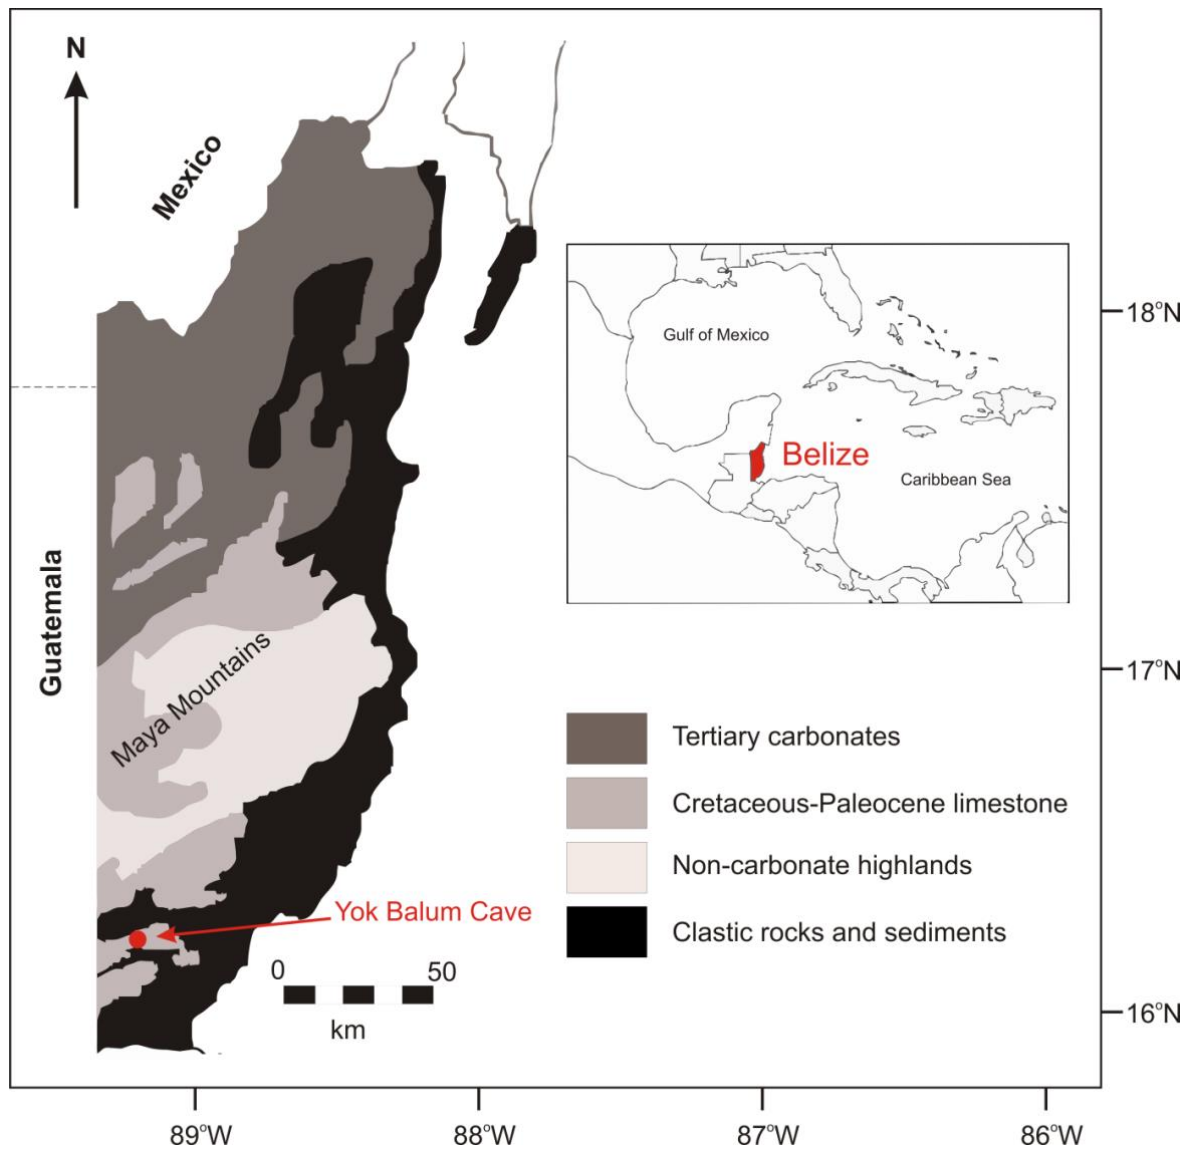 N
Mexico
18°N
Gulf of Mexico
Belize
Caribbean Sea
Guatemala
Maya Mountains
17°N
Tertiary carbonates
Cretaceous-Paleocene limestone
Non-carbonate highlands
Yok Balum Cave
Clastic rocks and sediments
0 50
km
16°N
89°W 88°W 87°W 86°W